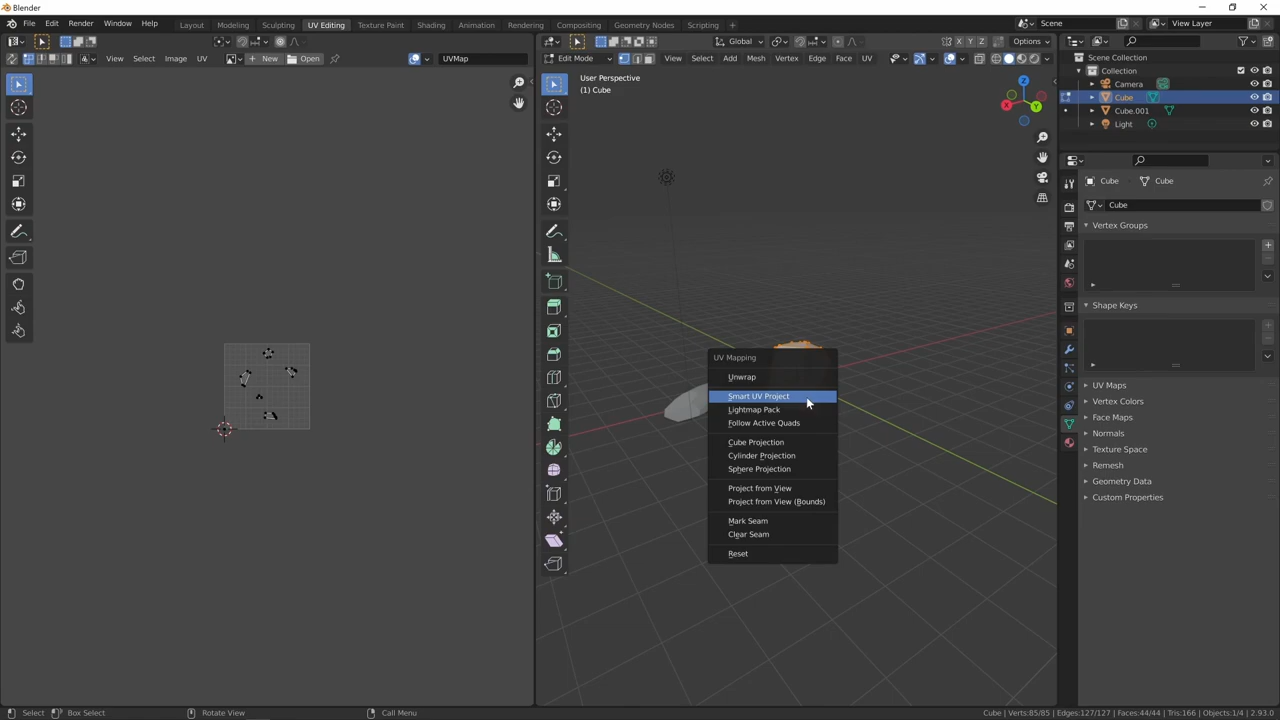 Blender
File Edit Render Window Help Layout Modeling Sculpting UV Editing Texture Paint Shading Animation Rendering Compositing Geometry Nodes Scripting + Scene View Layer
Global Options
View Select Image UV + New Open UVMap
Edit Mode View Select Add Mesh Vertex Edge Face UV
X Y Z
User Perspective
(1) Cube
Z
X
Y
UV Mapping
Unwrap
Smart UV Project
Lightmap Pack
Follow Active Quads
Cube Projection
Cylinder Projection
Sphere Projection
Project from View
Project from View (Bounds)
Mark Seam
Clear Seam
Reset
Scene Collection
Collection
Camera
Cube
Cube.001
Light
Cube Cube
Cube
Vertex Groups
Shape Keys
UV Maps
Vertex Colors
Face Maps
Normals
Texture Space
Remesh
Geometry Data
Custom Properties
Select Box Select Rotate View Call Menu Cube | Verts:85/85 | Edges:127/127 | Faces:44/44 | Tris:166 | Objects:1/4 | 2.93.0